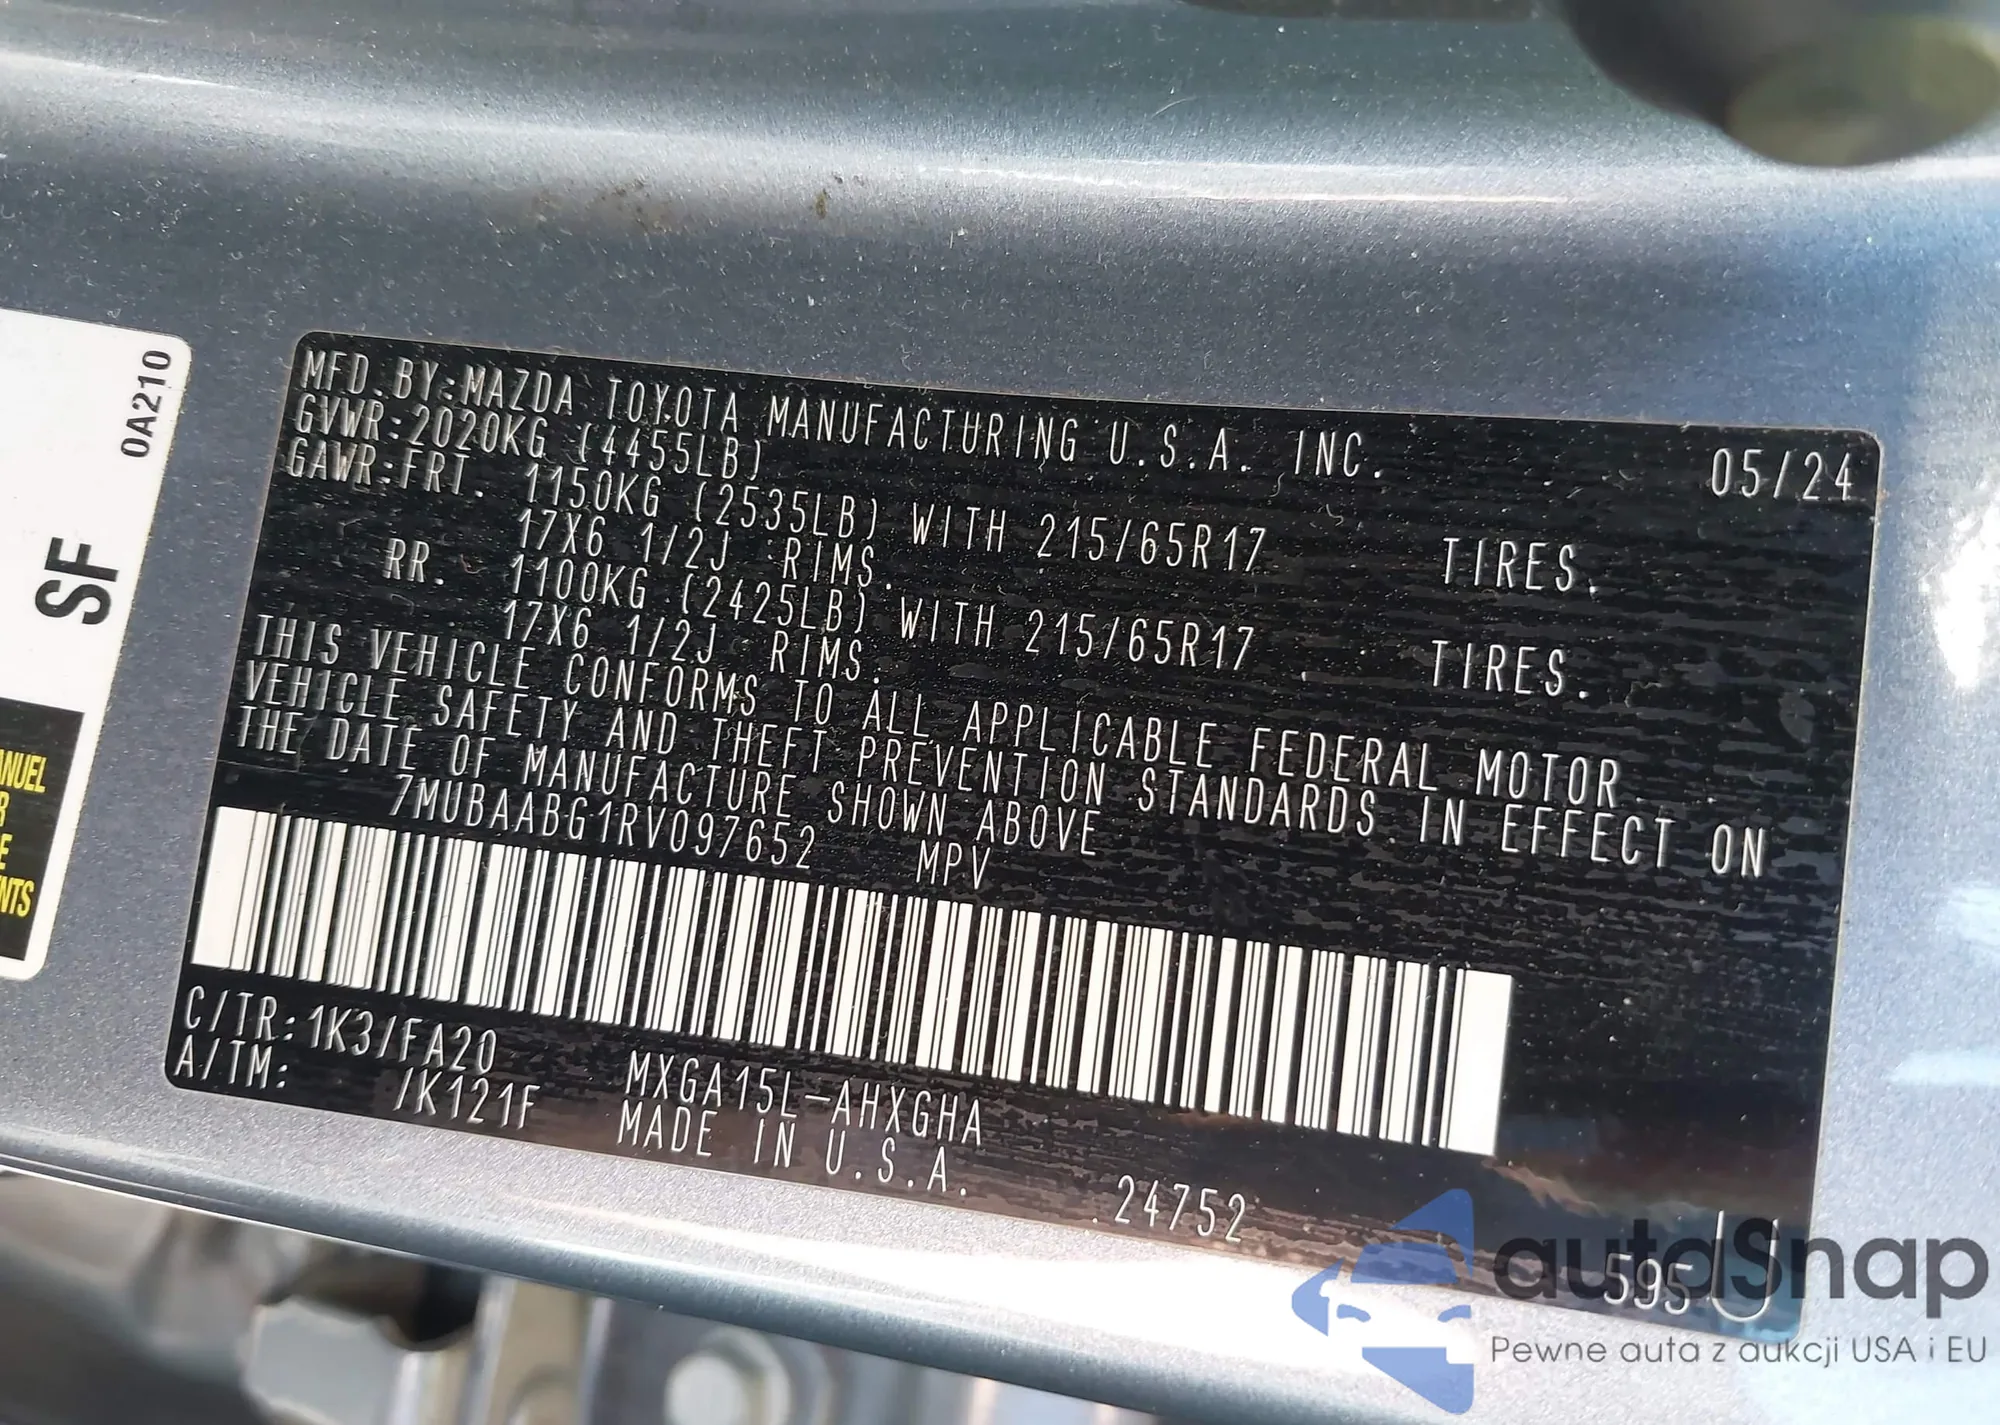 0A210
SF
ANUEL
R
E
ENTS
MFD.BY:MAZDA TOYOTA MANUFACTURING U.S.A. INC. 05/24
GVWR:2020KG (4455LB)
GAWR:FRT. 1150KG (2535LB) WITH 215/65R17 TIRES.
17X6 1/2J RIMS.
RR. 1100KG (2425LB) WITH 215/65R17 TIRES.
17X6 1/2J RIMS.
THIS VEHICLE CONFORMS TO ALL APPLICABLE FEDERAL MOTOR
VEHICLE SAFETY AND THEFT PREVENTION STANDARDS IN EFFECT ON
THE DATE OF MANUFACTURE SHOWN ABOVE
7MUBAABG1RV097652 MPV
C/TR:1K3/FA20 MXGA15L-AHXGHA
A/TM: /K121F MADE IN U.S.A.
24752
595 U
autoSnap
Pewne auta z aukcji USA i EU